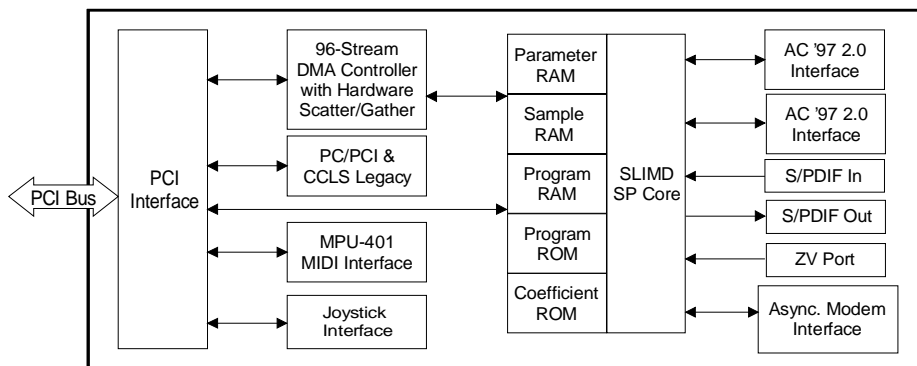 PCI Bus
PCI
Interface
96-Stream
DMA Controller
with Hardware
Scatter/Gather
PC/PCI &
CCLS Legacy
MPU-401
MIDI Interface
Joystick
Interface
Parameter
RAM
Sample
RAM
Program
RAM
Program
ROM
Coefficient
ROM
SLIMD
SP Core
AC '97 2.0
Interface
AC '97 2.0
Interface
S/PDIF In
S/PDIF Out
ZV Port
Async. Modem
Interface